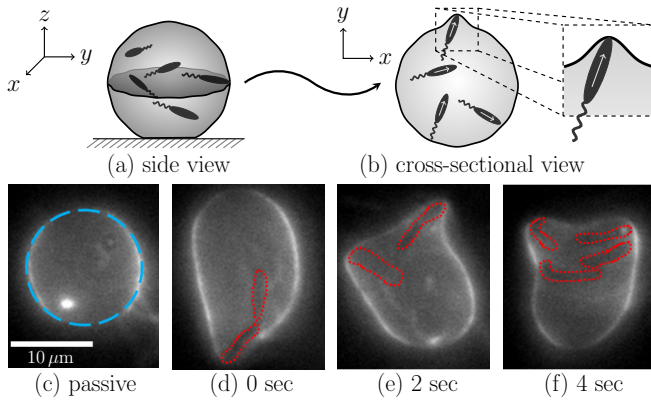 z
y
x
y
x
(a) side view
(b) cross-sectional view
10 μm
(c) passive
(d) 0 sec
(e) 2 sec
(f) 4 sec